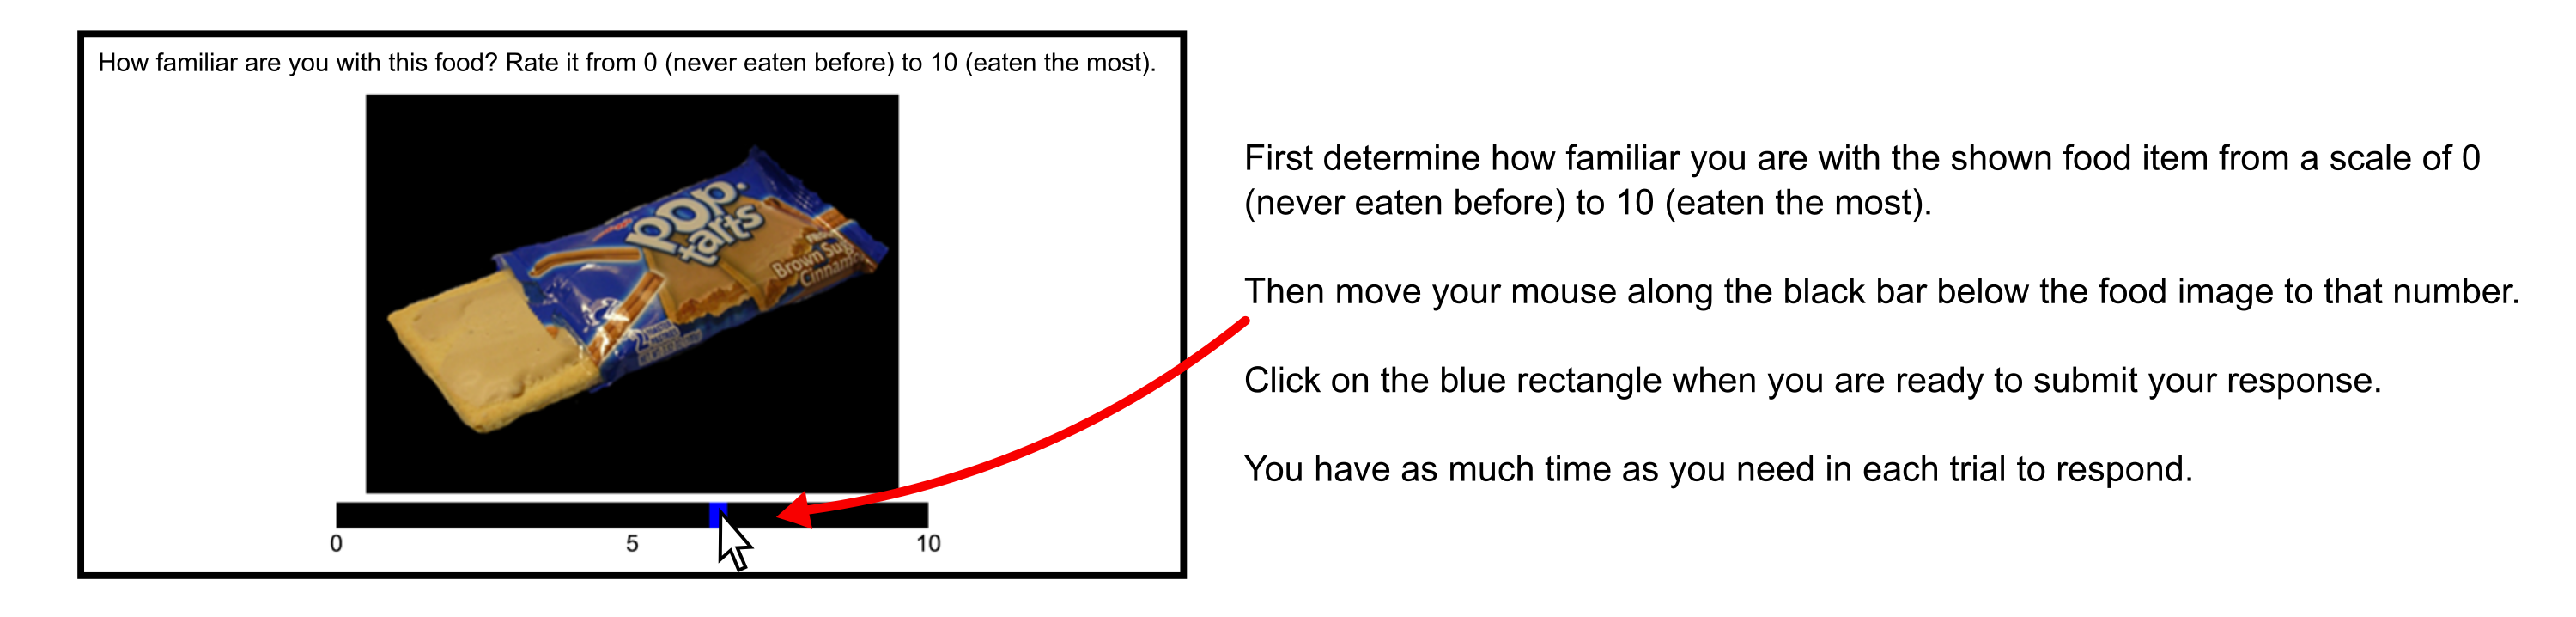 How familiar are you with this food? Rate it from 0 (never eaten before) to 10 (eaten the most).
pop.
tarts
Brown Su
Cinnam
2
0
5
10
First determine how familiar you are with the shown food item from a scale of 0
(never eaten before) to 10 (eaten the most).
Then move your mouse along the black bar below the food image to that number.
Click on the blue rectangle when you are ready to submit your response.
You have as much time as you need in each trial to respond.